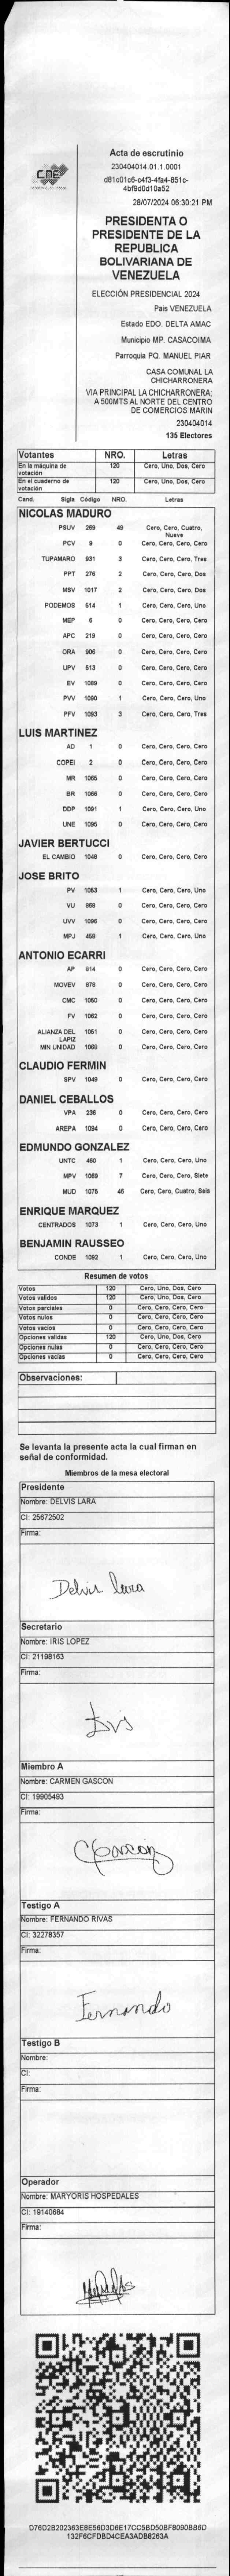 CNE
Acta de escrutinio
230404014.01.1.0001
d81c01c6-c4f3-4fa4-851c-
4bf9d0d10a52
28/07/2024 06:30:21 PM
PRESIDENTA O
PRESIDENTE DE LA
REPUBLICA
BOLIVARIANA DE
VENEZUELA
ELECCIÓN PRESIDENCIAL 2024
Pais VENEZUELA
Estado EDO. DELTA AMAC
Municipio MP. CASACOIMA
Parroquia PQ. MANUEL PIAR
CASA COMUNAL LA
CHICHARRONERA
VIA PRINCIPAL LA CHICHARRONERA;
A 500MTS AL NORTE DEL CENTRO
DE COMERCIOS MARIN
230404014
135 Electores
Votantes NRO. Letras
En la máquina de votación 120 Cero, Uno, Dos, Cero
En el cuaderno de votación 120 Cero, Uno, Dos, Cero
Cand. Sigla Código NRO. Letras
NICOLAS MADURO
PSUV 269 49 Cero, Cero, Cuatro, Nueve
PCV 9 0 Cero, Cero, Cero, Cero
TUPAMARO 931 3 Cero, Cero, Cero, Tres
PPT 276 2 Cero, Cero, Cero, Dos
MSV 1017 2 Cero, Cero, Cero, Dos
PODEMOS 514 1 Cero, Cero, Cero, Uno
MEP 6 0 Cero, Cero, Cero, Cero
APC 219 0 Cero, Cero, Cero, Cero
ORA 906 0 Cero, Cero, Cero, Cero
UPV 513 0 Cero, Cero, Cero, Cero
EV 1089 0 Cero, Cero, Cero, Cero
PVV 1090 1 Cero, Cero, Cero, Uno
PFV 1093 3 Cero, Cero, Cero, Tres
LUIS MARTINEZ
AD 1 0 Cero, Cero, Cero, Cero
COPEI 2 0 Cero, Cero, Cero, Cero
MR 1065 0 Cero, Cero, Cero, Cero
BR 1066 0 Cero, Cero, Cero, Cero
DDP 1091 1 Cero, Cero, Cero, Uno
UNE 1095 0 Cero, Cero, Cero, Cero
JAVIER BERTUCCI
EL CAMBIO 1048 0 Cero, Cero, Cero, Cero
JOSE BRITO
PV 1053 1 Cero, Cero, Cero, Uno
VU 968 0 Cero, Cero, Cero, Cero
UVV 1096 0 Cero, Cero, Cero, Cero
MPJ 458 1 Cero, Cero, Cero, Uno
ANTONIO ECARRI
AP 914 0 Cero, Cero, Cero, Cero
MOVEV 978 0 Cero, Cero, Cero, Cero
CMC 1050 0 Cero, Cero, Cero, Cero
FV 1062 0 Cero, Cero, Cero, Cero
ALIANZA DEL LAPIZ 1051 0 Cero, Cero, Cero, Cero
MIN UNIDAD 1068 0 Cero, Cero, Cero, Cero
CLAUDIO FERMIN
SPV 1049 0 Cero, Cero, Cero, Cero
DANIEL CEBALLOS
VPA 236 0 Cero, Cero, Cero, Cero
AREPA 1094 0 Cero, Cero, Cero, Cero
EDMUNDO GONZALEZ
UNTC 460 1 Cero, Cero, Cero, Uno
MPV 1069 7 Cero, Cero, Cero, Siete
MUD 1075 46 Cero, Cero, Cuatro, Seis
ENRIQUE MARQUEZ
CENTRADOS 1073 1 Cero, Cero, Cero, Uno
BENJAMIN RAUSSEO
CONDE 1092 1 Cero, Cero, Cero, Uno
Resumen de votos
Votos 120 Cero, Uno, Dos, Cero
Votos validos 120 Cero, Uno, Dos, Cero
Votos parciales 0 Cero, Cero, Cero, Cero
Votos nulos 0 Cero, Cero, Cero, Cero
Votos vacios 0 Cero, Cero, Cero, Cero
Opciones validas 120 Cero, Uno, Dos, Cero
Opciones nulas 0 Cero, Cero, Cero, Cero
Opciones vacias 0 Cero, Cero, Cero, Cero
Observaciones:
Se levanta la presente acta la cual firman en
señal de conformidad.
Miembros de la mesa electoral
Presidente
Nombre: DELVIS LARA
CI: 25672502
Firma:
Delvis Lara
Secretario
Nombre: IRIS LOPEZ
CI: 21198163
Firma:
Miembro A
Nombre: CARMEN GASCON
CI: 19905493
Firma:
CGascon
Testigo A
Nombre: FERNANDO RIVAS
CI: 32278357
Firma:
Fernando
Testigo B
Nombre:
CI:
Firma:
Operador
Nombre: MARYORIS HOSPEDALES
CI: 19140684
Firma:
D76D2B202363E8E56D3D6E17CC5BD50BF8090BB8D
132F6CFDBD4CEA3ADB8263A